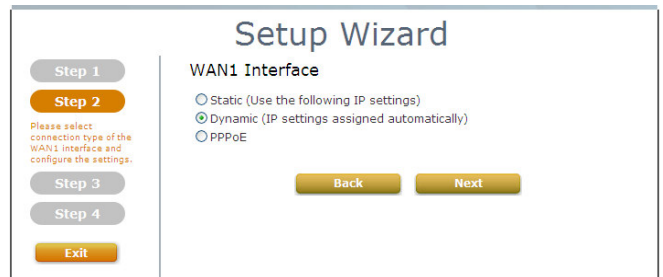 Setup Wizard
Step 1
Step 2
Please select
connection type of the
WAN1 interface and
configure the settings.
Step 3
Step 4
Exit
WAN1 Interface
Static (Use the following IP settings)
Dynamic (IP settings assigned automatically)
PPPoE
Back
Next